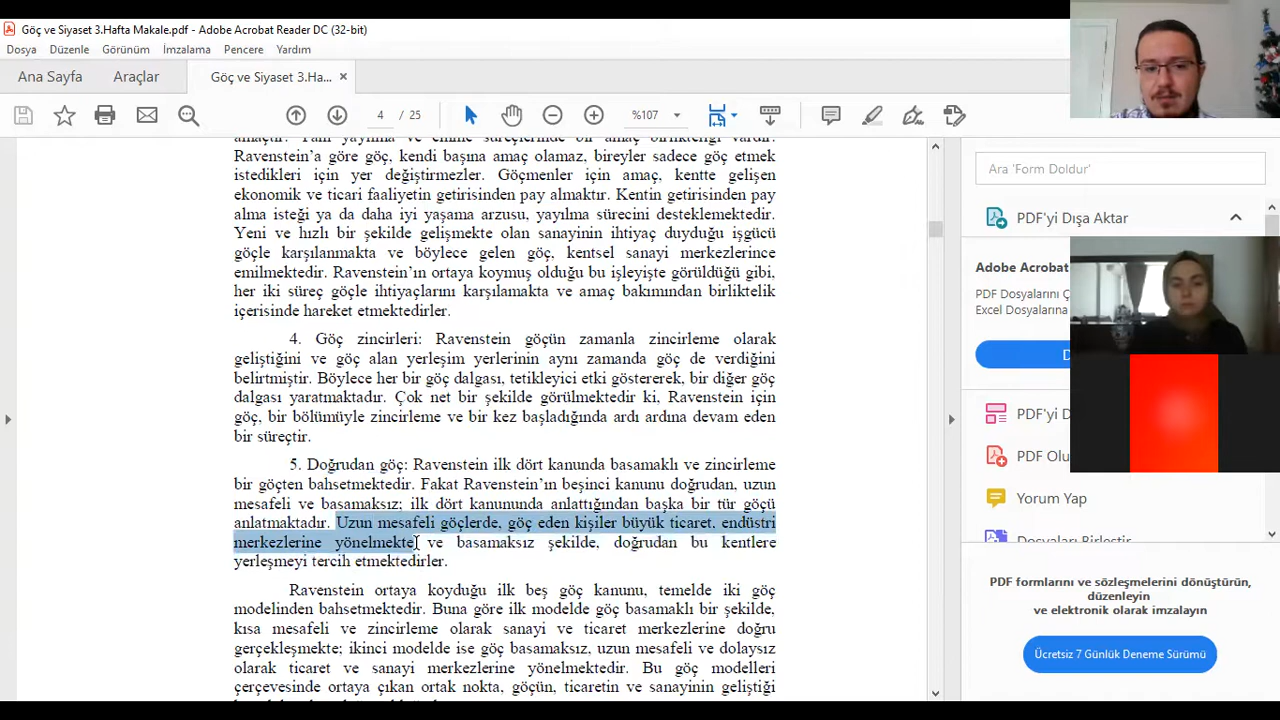 Göç ve Siyaset 3.Hafta Makale.pdf - Adobe Acrobat Reader DC (32-bit)
Dosya Düzenle Görünüm İmzalama Pencere Yardım
Ana Sayfa Araçlar Göç ve Siyaset 3.Ha... ×
4 / 25 %107
Ravenstein'a göre göç, kendi başına amaç olamaz, bireyler sadece göç etmek
istedikleri için yer değiştirmezler. Göçmenler için amaç, kentte gelişen
ekonomik ve ticari faaliyetin getirisinden pay almaktır. Kentin getirisinden pay
alma isteği ya da daha iyi yaşama arzusu, yayılma sürecini desteklemektedir.
Yeni ve hızlı bir şekilde gelişmekte olan sanayinin ihtiyaç duyduğu işgücü
göçle karşılanmakta ve böylece gelen göç, kentsel sanayi merkezlerince
emilmektedir. Ravenstein'ın ortaya koymuş olduğu bu işleyişte görüldüğü gibi,
her iki süreç göçle ihtiyaçlarını karşılamakta ve amaç bakımından birliktelik
içerisinde hareket etmektedirler.
4. Göç zincirleri: Ravenstein göçün zamanla zincirleme olarak
geliştiğini ve göç alan yerleşim yerlerinin aynı zamanda göç de verdiğini
belirtmiştir. Böylece her bir göç dalgası, tetikleyici etki göstererek, bir diğer göç
dalgası yaratmaktadır. Çok net bir şekilde görülmektedir ki, Ravenstein için
göç, bir bölümüyle zincirleme ve bir kez başladığında ardı ardına devam eden
bir süreçtir.
5. Doğrudan göç: Ravenstein ilk dört kanunda basamaklı ve zincirleme
bir göçten bahsetmektedir. Fakat Ravenstein'ın beşinci kanunu doğrudan, uzun
mesafeli ve basamaksız; ilk dört kanununda anlattığından başka bir tür göçü
anlatmaktadır. Uzun mesafeli göçlerde, göç eden kişiler büyük ticaret, endüstri
merkezlerine yönelmekte ve basamaksız şekilde, doğrudan bu kentlere
yerleşmeyi tercih etmektedirler.
Ravenstein ortaya koyduğu ilk beş göç kanunu, temelde iki göç
modelinden bahsetmektedir. Buna göre ilk modelde göç basamaklı bir şekilde,
kısa mesafeli ve zincirleme olarak sanayi ve ticaret merkezlerine doğru
gerçekleşmekte; ikinci modelde ise göç basamaksız, uzun mesafeli ve dolaysız
olarak ticaret ve sanayi merkezlerine yönelmektedir. Bu göç modelleri
çerçevesinde ortaya çıkan ortak nokta, göçün, ticaretin ve sanayinin geliştiği
Ara 'Form Doldur'
PDF'yi Dışa Aktar
Adobe Acrobat
PDF Dosyalarını Ç
Excel Dosyalarına
PDF'yi D
PDF Olu
Yorum Yap
Dosyaları Birleştir
PDF formlarını ve sözleşmelerini dönüştürün,
düzenleyin
ve elektronik olarak imzalayın
Ücretsiz 7 Günlük Deneme Sürümü